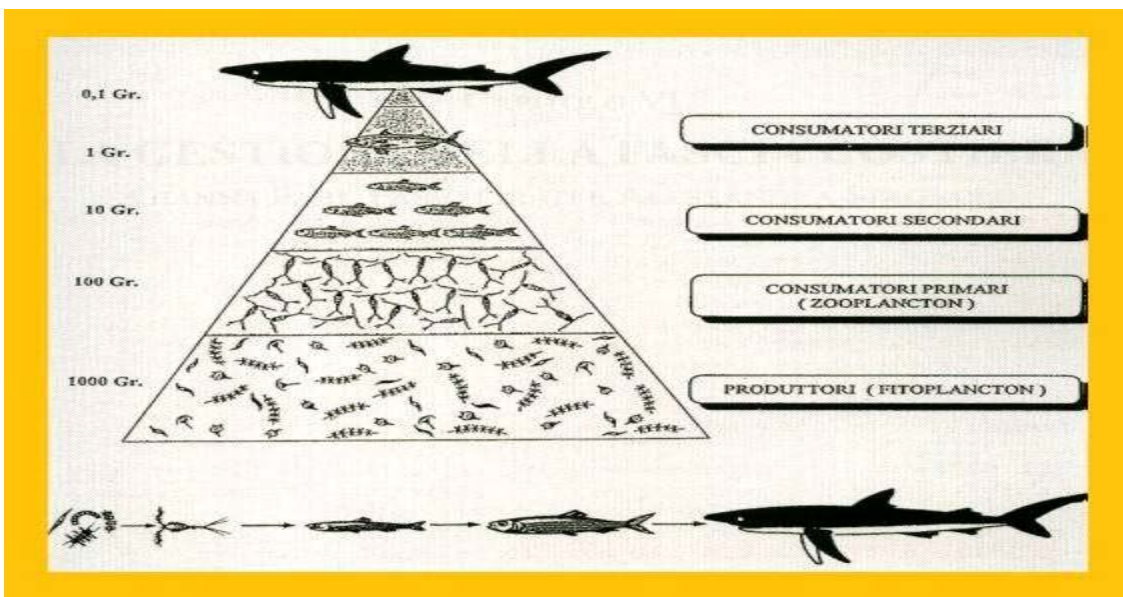 0,1 Gr.
1 Gr.
10 Gr.
100 Gr.
1000 Gr.
CONSUMATORI TERZIARI
CONSUMATORI SECONDARI
CONSUMATORI PRIMARI
( ZOOPLANCTON )
PRODUTTORI ( FITOPLANCTON )